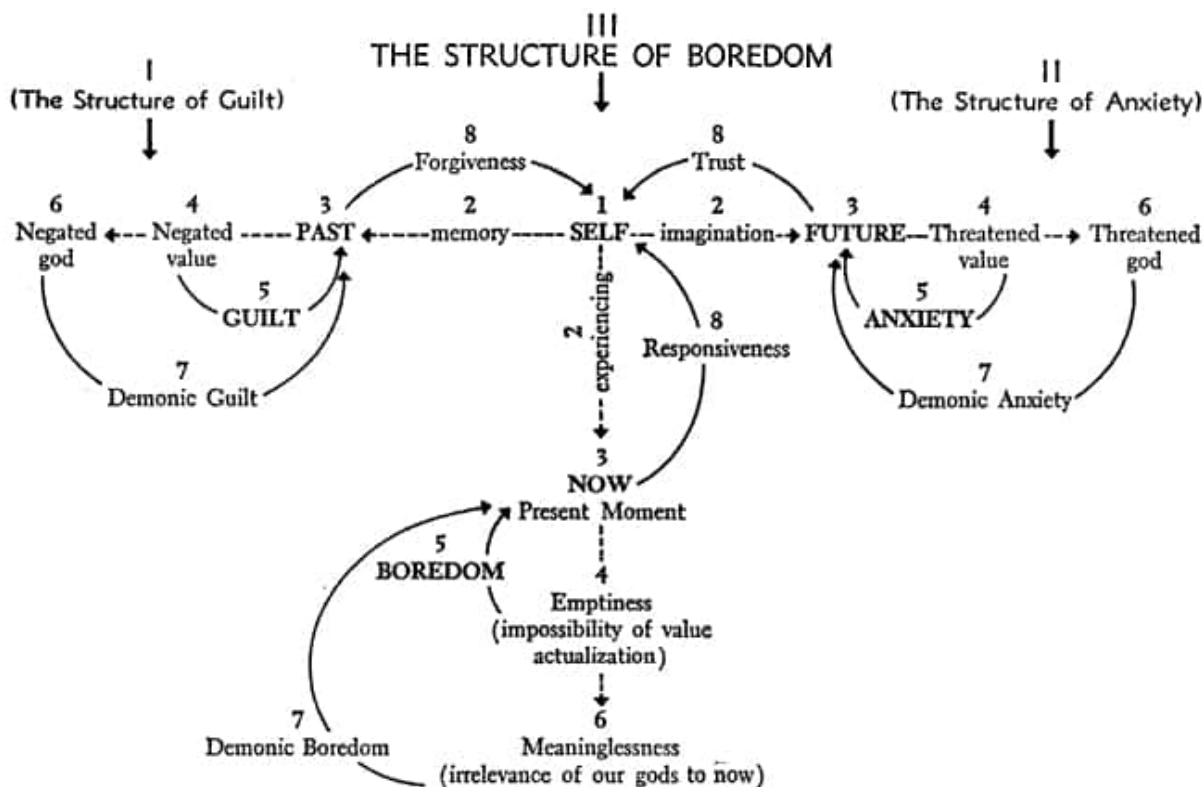 III
THE STRUCTURE OF BOREDOM
I
(The Structure of Guilt)
II
(The Structure of Anxiety)
8
Forgiveness
8
Trust
6
Negated
god
4
Negated
value
3
PAST
2
memory
1
SELF
2
imagination
3
FUTURE
4
Threatened
value
6
Threatened
god
5
GUILT
5
ANXIETY
7
Demonic Guilt
2
experiencing
8
Responsiveness
7
Demonic Anxiety
3
NOW
Present Moment
5
BOREDOM
4
Emptiness
(impossibility of value
actualization)
7
Demonic Boredom
6
Meaninglessness
(irrelevance of our gods to now)